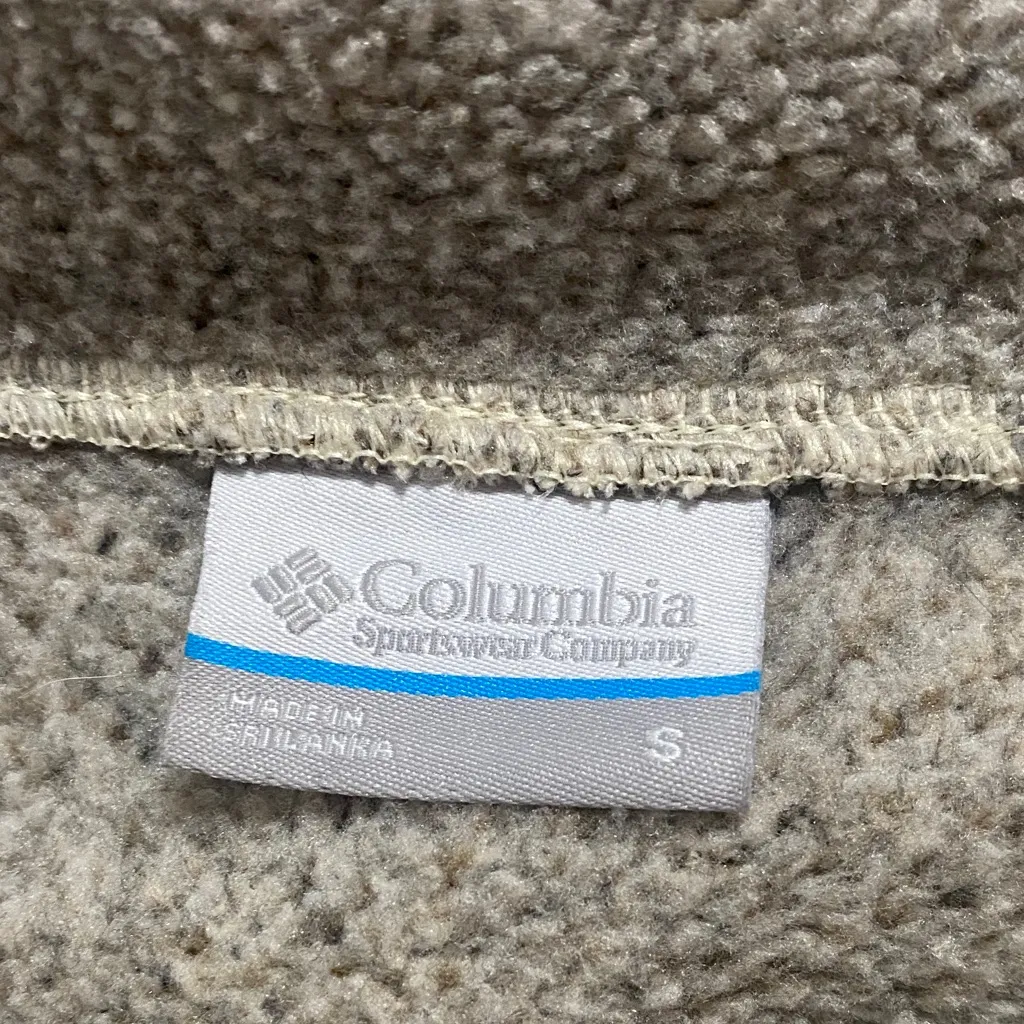 Columbia
Sportswear Company
MADE IN
SRI LANKA
S